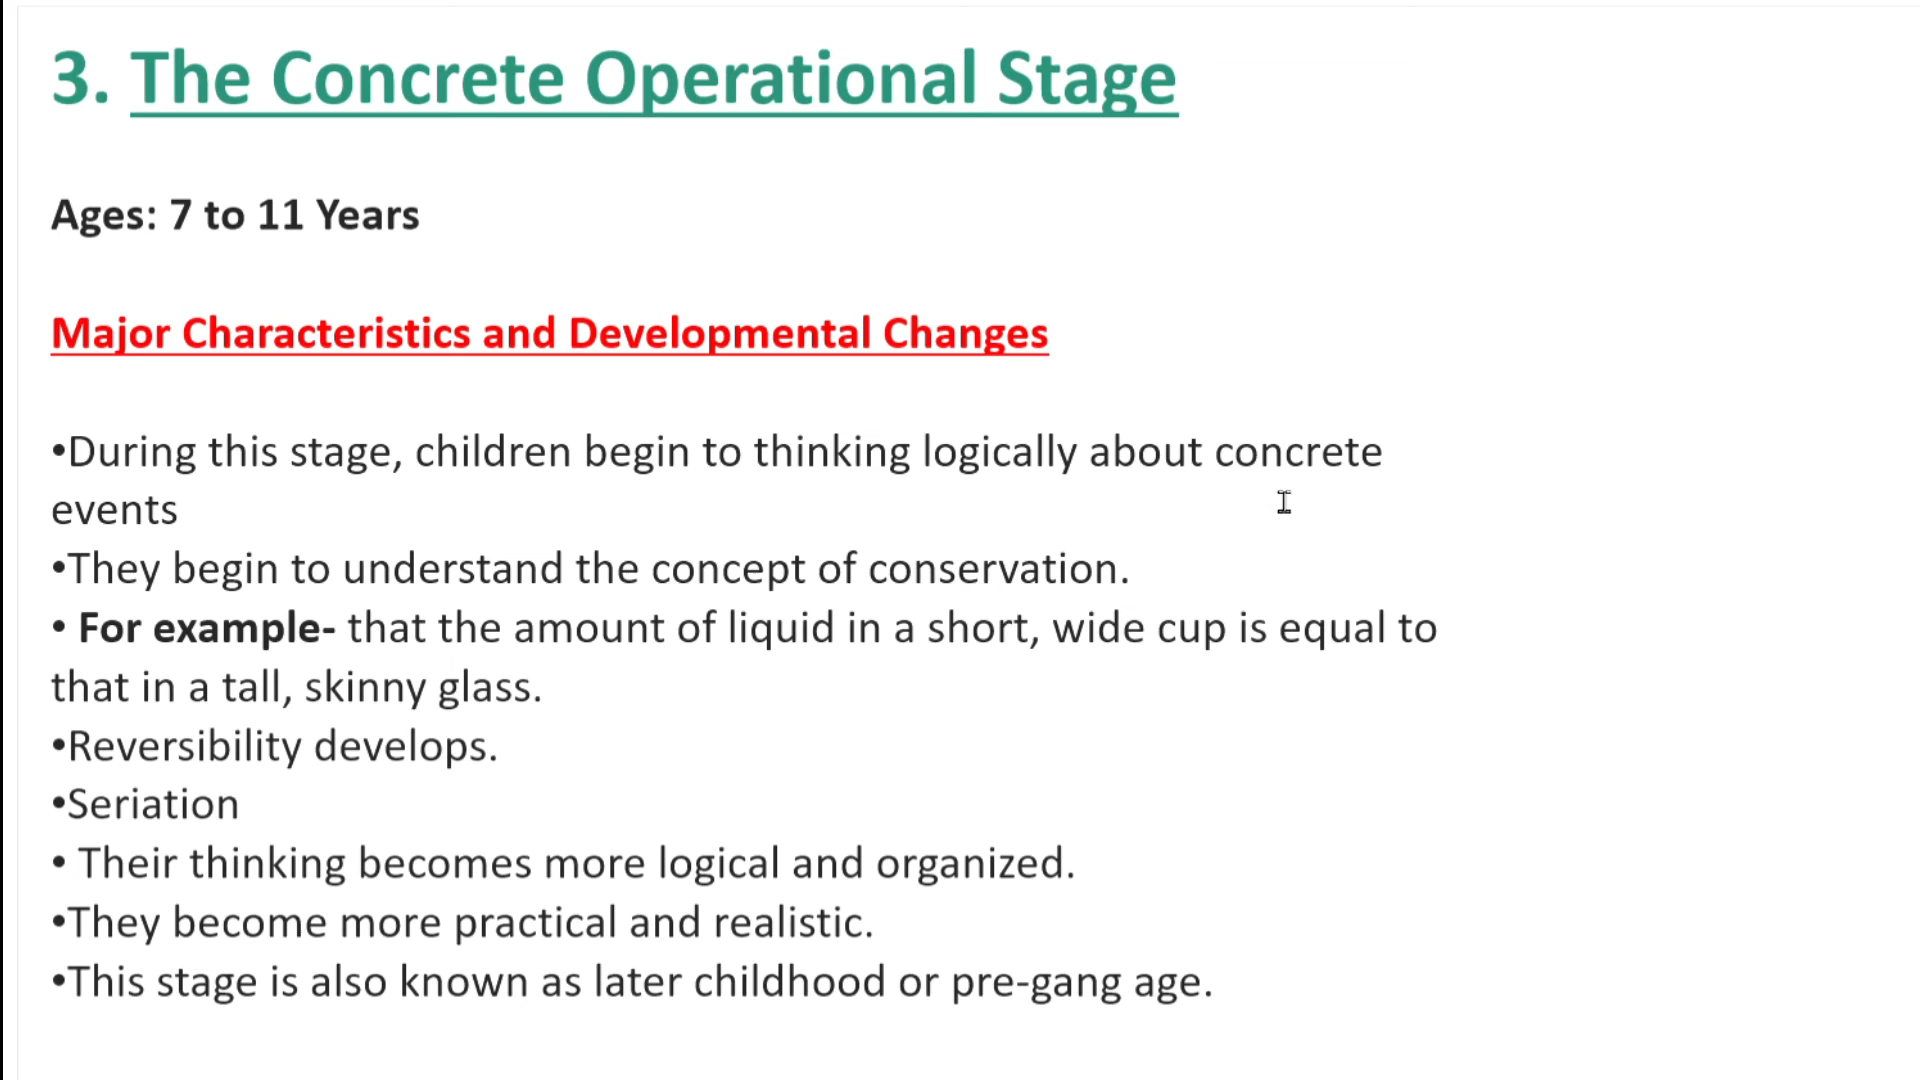 3. The Concrete Operational Stage
Ages: 7 to 11 Years
Major Characteristics and Developmental Changes
•During this stage, children begin to thinking logically about concrete
events
•They begin to understand the concept of conservation.
• For example- that the amount of liquid in a short, wide cup is equal to
that in a tall, skinny glass.
•Reversibility develops.
•Seriation
• Their thinking becomes more logical and organized.
•They become more practical and realistic.
•This stage is also known as later childhood or pre-gang age.